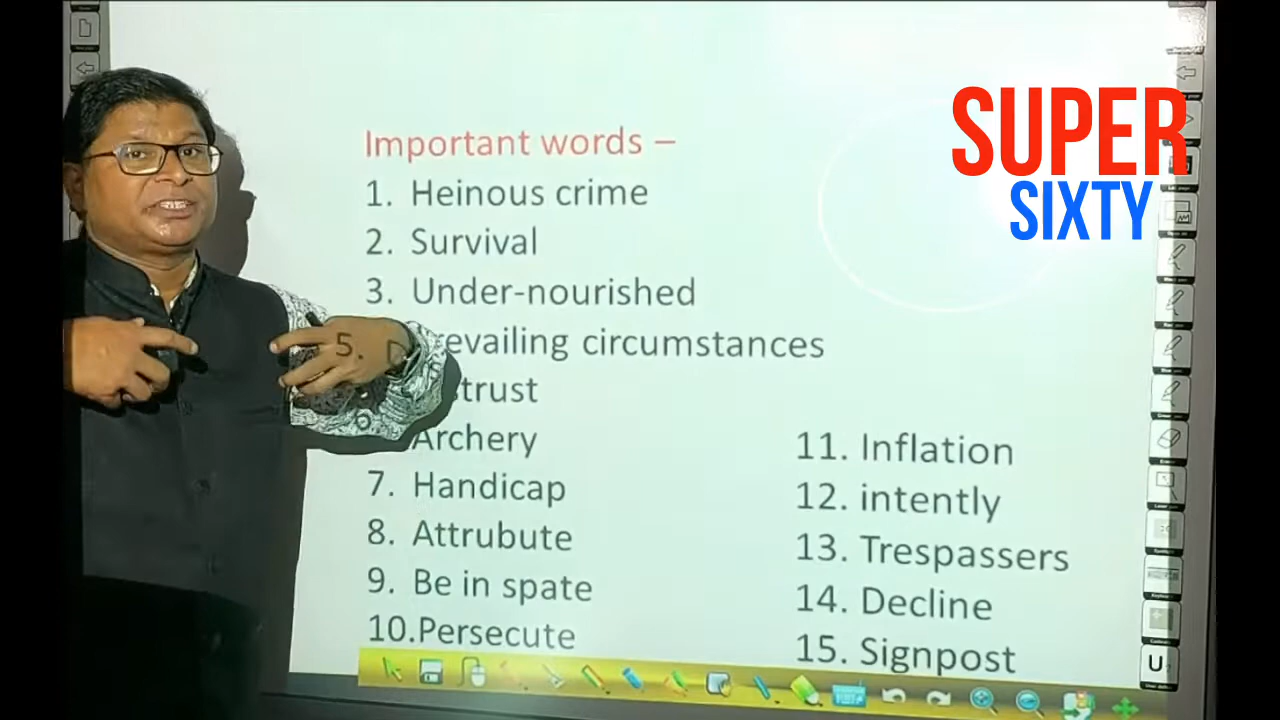 SUPER
SIXTY
Important words –
1. Heinous crime
2. Survival
3. Under-nourished
revailing circumstances
5.
trust
Archery
7. Handicap
8. Attrubute
9. Be in spate
10.Persecute
11. Inflation
12. intently
13. Trespassers
14. Decline
15. Signpost
U